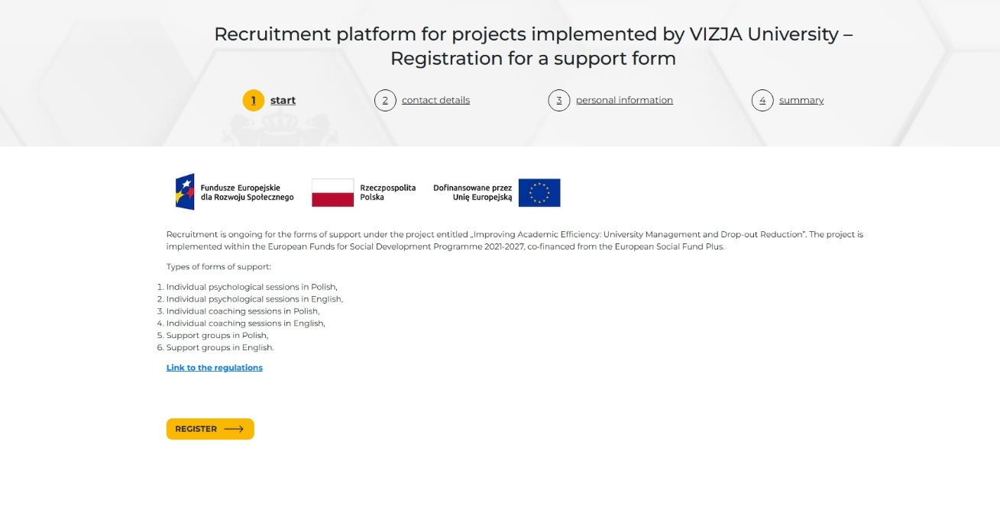 Recruitment platform for projects implemented by VIZJA University –
Registration for a support form
1 start
2 contact details
3 personal information
4 summary
Fundusze Europejskie
dla Rozwoju Społecznego
Rzeczpospolita
Polska
Dofinansowane przez
Unię Europejską
Recruitment is ongoing for the forms of support under the project entitled „Improving Academic Efficiency: University Management and Drop-out Reduction”. The project is
implemented within the European Funds for Social Development Programme 2021-2027, co-financed from the European Social Fund Plus.
Types of forms of support:
1. Individual psychological sessions in Polish,
2. Individual psychological sessions in English,
3. Individual coaching sessions in Polish,
4. Individual coaching sessions in English,
5. Support groups in Polish,
6. Support groups in English.
Link to the regulations
REGISTER